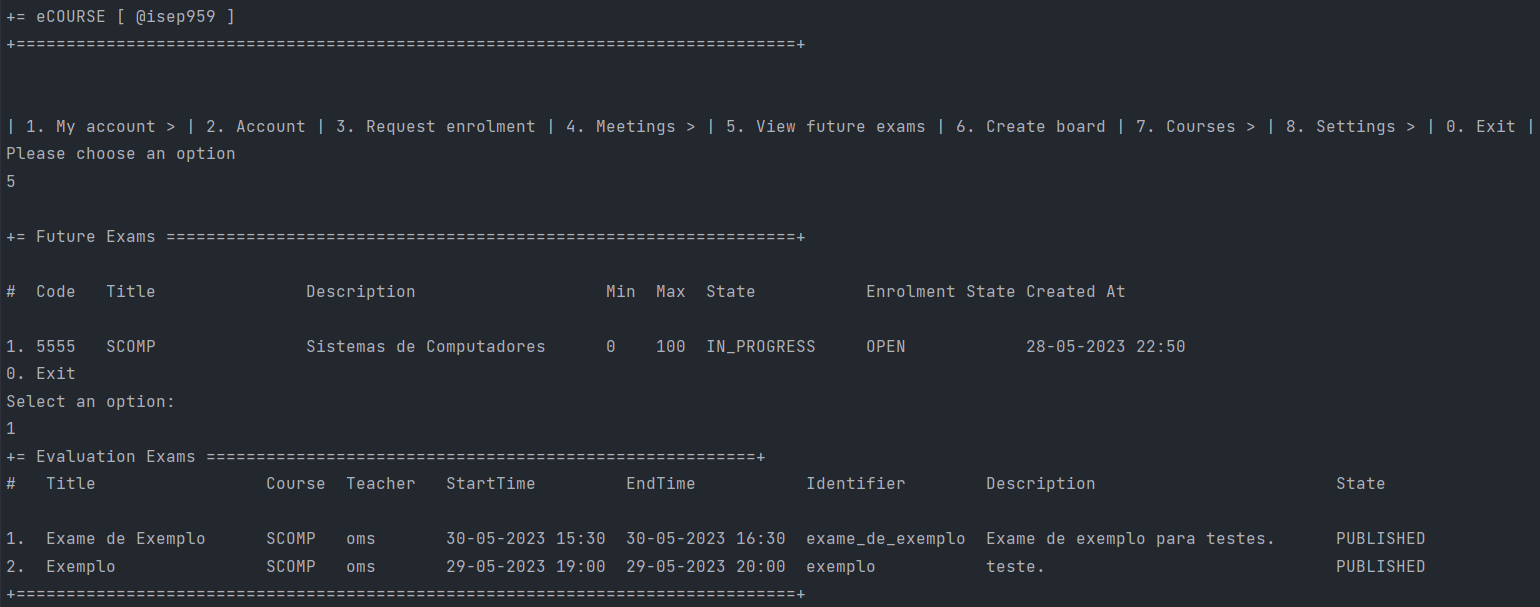 += eCOURSE [ @isep959 ]
+==============================================================================+
| 1. My account > | 2. Account | 3. Request enrolment | 4. Meetings > | 5. View future exams | 6. Create board | 7. Courses > | 8. Settings > | 0. Exit |
Please choose an option
5
+= Future Exams ===============================================================+
#  Code   Title               Description                   Min  Max  State           Enrolment State Created At
1. 5555   SCOMP               Sistemas de Computadores      0    100  IN_PROGRESS     OPEN            28-05-2023 22:50
0. Exit
Select an option:
1
+= Evaluation Exams =======================================================+
#   Title                 Course  Teacher   StartTime         EndTime           Identifier        Description                        State
1.  Exame de Exemplo      SCOMP   oms       30-05-2023 15:30  30-05-2023 16:30  exame_de_exemplo  Exame de exemplo para testes.      PUBLISHED
2.  Exemplo               SCOMP   oms       29-05-2023 19:00  29-05-2023 20:00  exemplo           teste.                             PUBLISHED
+==============================================================================+